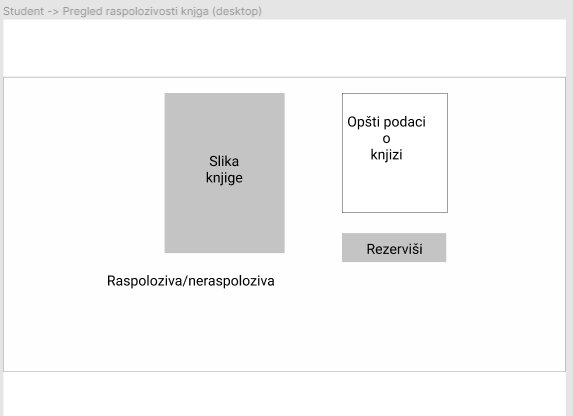 Student -> Pregled raspolozivosti knjga (desktop)
Slika
knjige
Opšti podaci
o
knjizi
Rezerviši
Raspoloziva/neraspoloziva